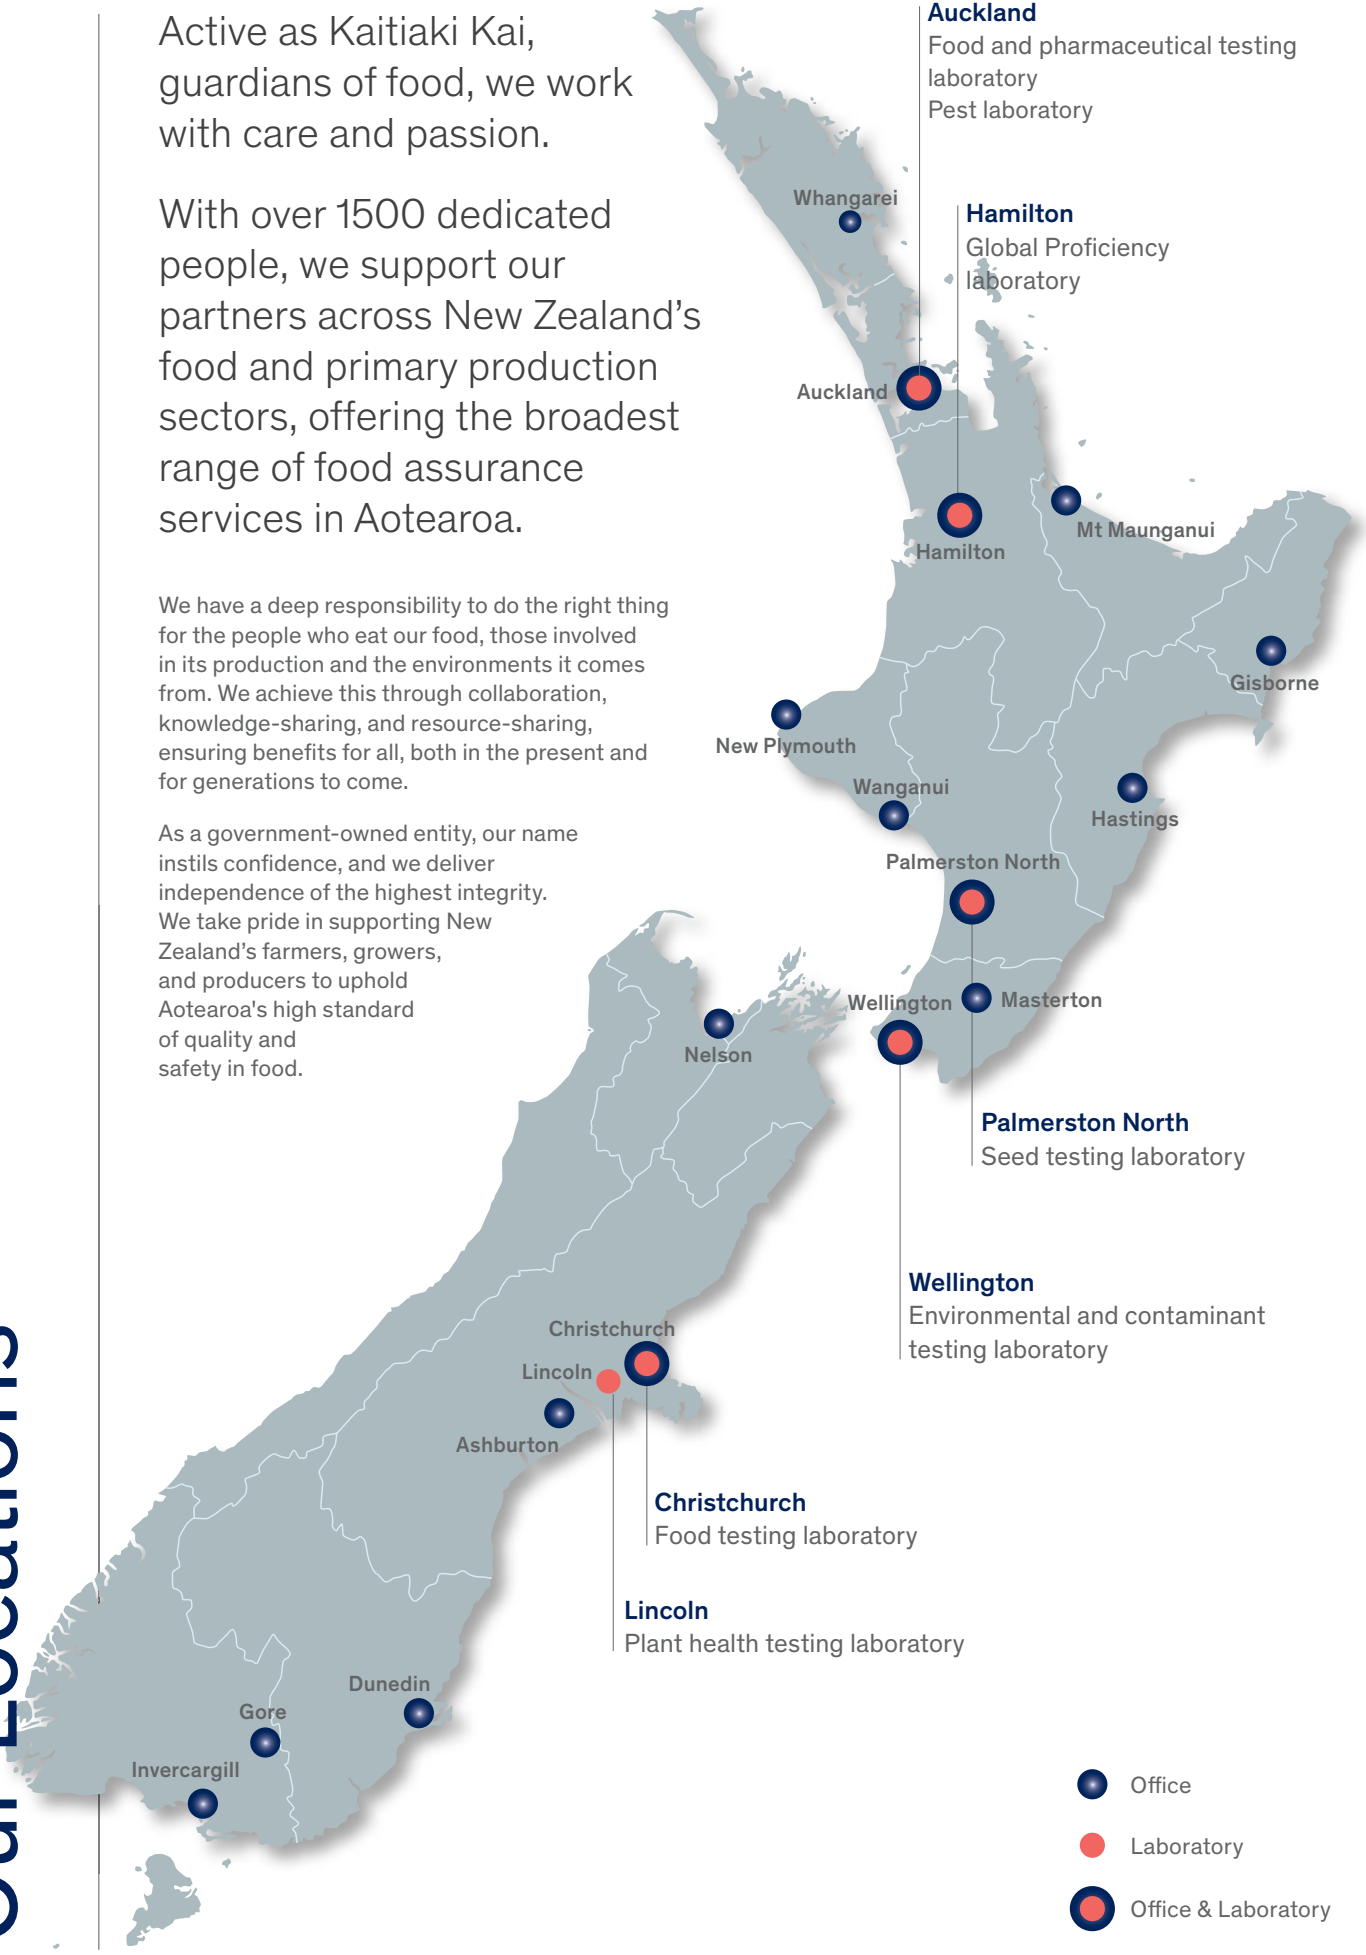 Our Locations
Active as Kaitiaki Kai,
guardians of food, we work
with care and passion.
With over 1500 dedicated
people, we support our
partners across New Zealand’s
food and primary production
sectors, offering the broadest
range of food assurance
services in Aotearoa.
We have a deep responsibility to do the right thing
for the people who eat our food, those involved
in its production and the environments it comes
from. We achieve this through collaboration,
knowledge-sharing, and resource-sharing,
ensuring benefits for all, both in the present and
for generations to come.
As a government-owned entity, our name
instils confidence, and we deliver
independence of the highest integrity.
We take pride in supporting New
Zealand’s farmers, growers,
and producers to uphold
Aotearoa's high standard
of quality and
safety in food.
Auckland
Food and pharmaceutical testing
laboratory
Pest laboratory
Whangarei
Hamilton
Global Proficiency
laboratory
Auckland
Mt Maunganui
Hamilton
Gisborne
New Plymouth
Wanganui
Hastings
Palmerston North
Wellington
Masterton
Nelson
Palmerston North
Seed testing laboratory
Wellington
Environmental and contaminant
testing laboratory
Christchurch
Lincoln
Ashburton
Christchurch
Food testing laboratory
Lincoln
Plant health testing laboratory
Dunedin
Gore
Invercargill
Office
Laboratory
Office & Laboratory